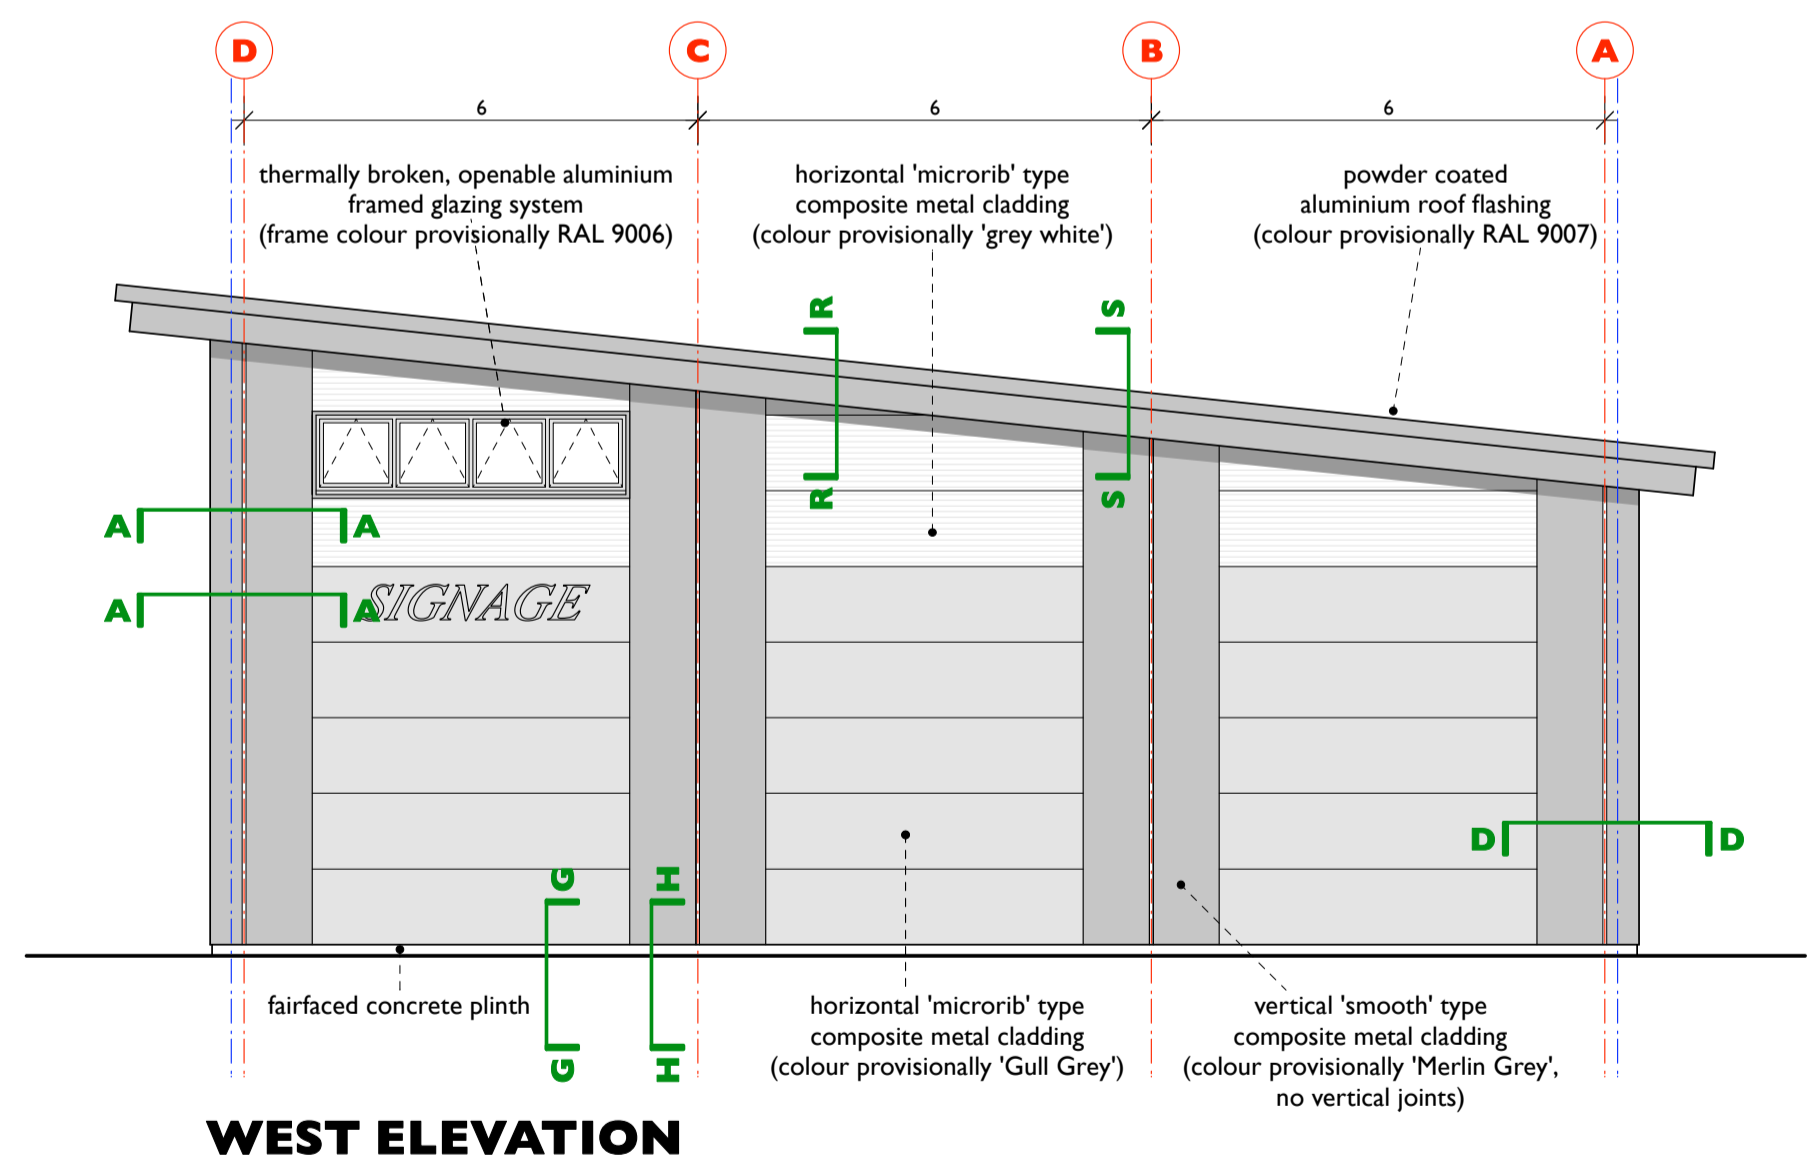 D C B A
6 6 6
thermally broken, openable aluminium
framed glazing system
(frame colour provisionally RAL 9006)
horizontal 'microrib' type
composite metal cladding
(colour provisionally 'grey white')
powder coated
aluminium roof flashing
(colour provisionally RAL 9007)
R S
R S
A A
A A
SIGNAGE
D D
G H
G H
fairfaced concrete plinth
horizontal 'microrib' type
composite metal cladding
(colour provisionally 'Gull Grey')
vertical 'smooth' type
composite metal cladding
(colour provisionally 'Merlin Grey',
no vertical joints)
WEST ELEVATION